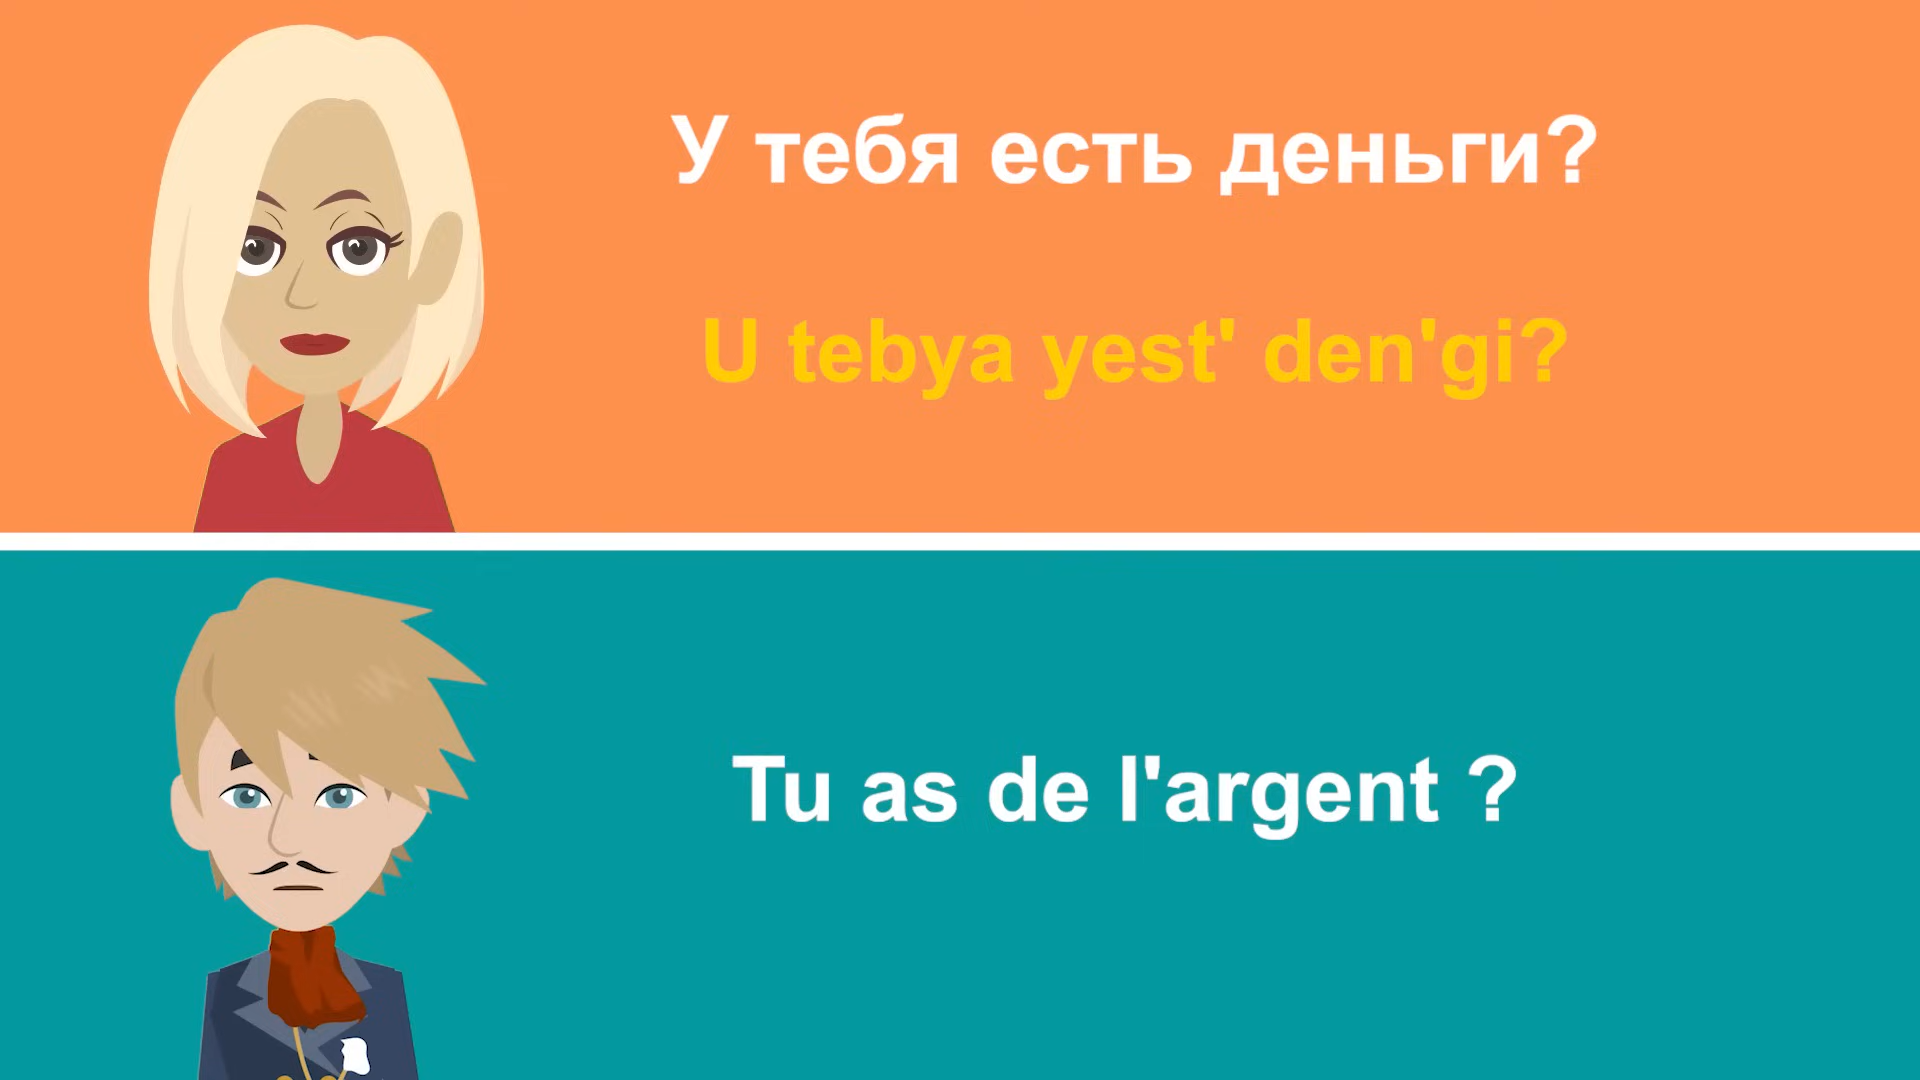 У тебя есть деньги?
U tebya yest' den'gi?
Tu as de l'argent ?